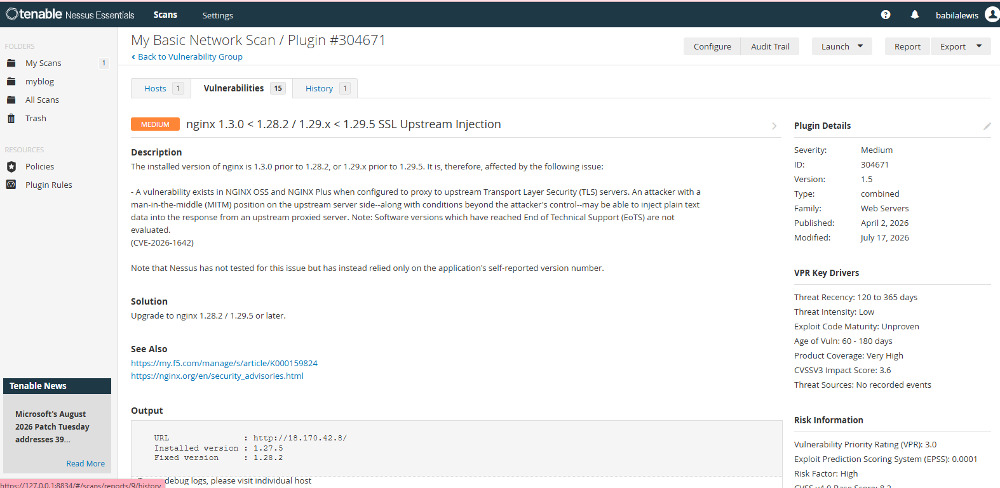 tenable Nessus Essentials Scans Settings babilalewis
FOLDERS
My Scans 1
myblog
All Scans
Trash
RESOURCES
Policies
Plugin Rules
Tenable News
Microsoft's August
2026 Patch Tuesday
addresses 39...
Read More
My Basic Network Scan / Plugin #304671
‹ Back to Vulnerability Group
Configure Audit Trail Launch Report Export
Hosts 1 Vulnerabilities 15 History 1
MEDIUM nginx 1.3.0 < 1.28.2 / 1.29.x < 1.29.5 SSL Upstream Injection
Description
The installed version of nginx is 1.3.0 prior to 1.28.2, or 1.29.x prior to 1.29.5. It is, therefore, affected by the following issue:
- A vulnerability exists in NGINX OSS and NGINX Plus when configured to proxy to upstream Transport Layer Security (TLS) servers. An attacker with a
man-in-the-middle (MITM) position on the upstream server side--along with conditions beyond the attacker's control--may be able to inject plain text
data into the response from an upstream proxied server. Note: Software versions which have reached End of Technical Support (EoTS) are not
evaluated.
(CVE-2026-1642)
Note that Nessus has not tested for this issue but has instead relied only on the application's self-reported version number.
Solution
Upgrade to nginx 1.28.2 / 1.29.5 or later.
See Also
https://my.f5.com/manage/s/article/K000159824
https://nginx.org/en/security_advisories.html
Output
URL : http://18.170.42.8/
Installed version : 1.27.5
Fixed version : 1.28.2
debug logs, please visit individual host
Plugin Details
Severity: Medium
ID: 304671
Version: 1.5
Type: combined
Family: Web Servers
Published: April 2, 2026
Modified: July 17, 2026
VPR Key Drivers
Threat Recency: 120 to 365 days
Threat Intensity: Low
Exploit Code Maturity: Unproven
Age of Vuln: 60 - 180 days
Product Coverage: Very High
CVSSV3 Impact Score: 3.6
Threat Sources: No recorded events
Risk Information
Vulnerability Priority Rating (VPR): 3.0
Exploit Prediction Scoring System (EPSS): 0.0001
Risk Factor: High
CVSS v4.0 Base Score: 8.2
https://127.0.0.1:8834/#/scans/reports/9/history